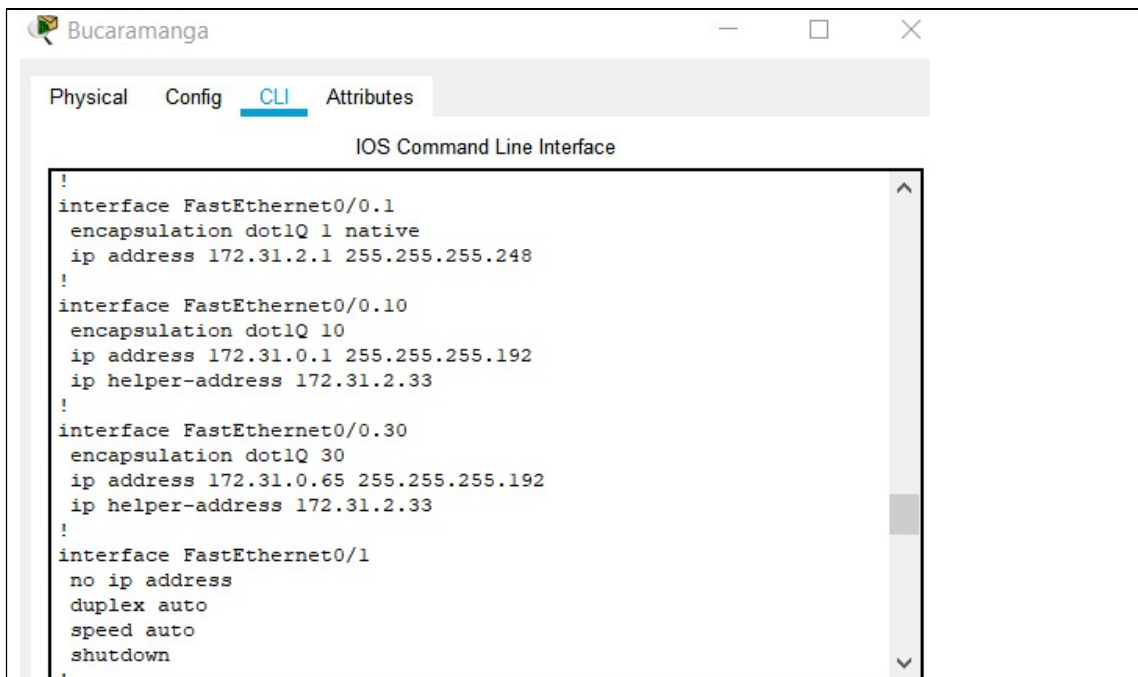 Bucaramanga
Physical Config CLI Attributes
IOS Command Line Interface
!
interface FastEthernet0/0.1
encapsulation dot1Q 1 native
ip address 172.31.2.1 255.255.255.248
!
interface FastEthernet0/0.10
encapsulation dot1Q 10
ip address 172.31.0.1 255.255.255.192
ip helper-address 172.31.2.33
!
interface FastEthernet0/0.30
encapsulation dot1Q 30
ip address 172.31.0.65 255.255.255.192
ip helper-address 172.31.2.33
!
interface FastEthernet0/1
no ip address
duplex auto
speed auto
shutdown
!